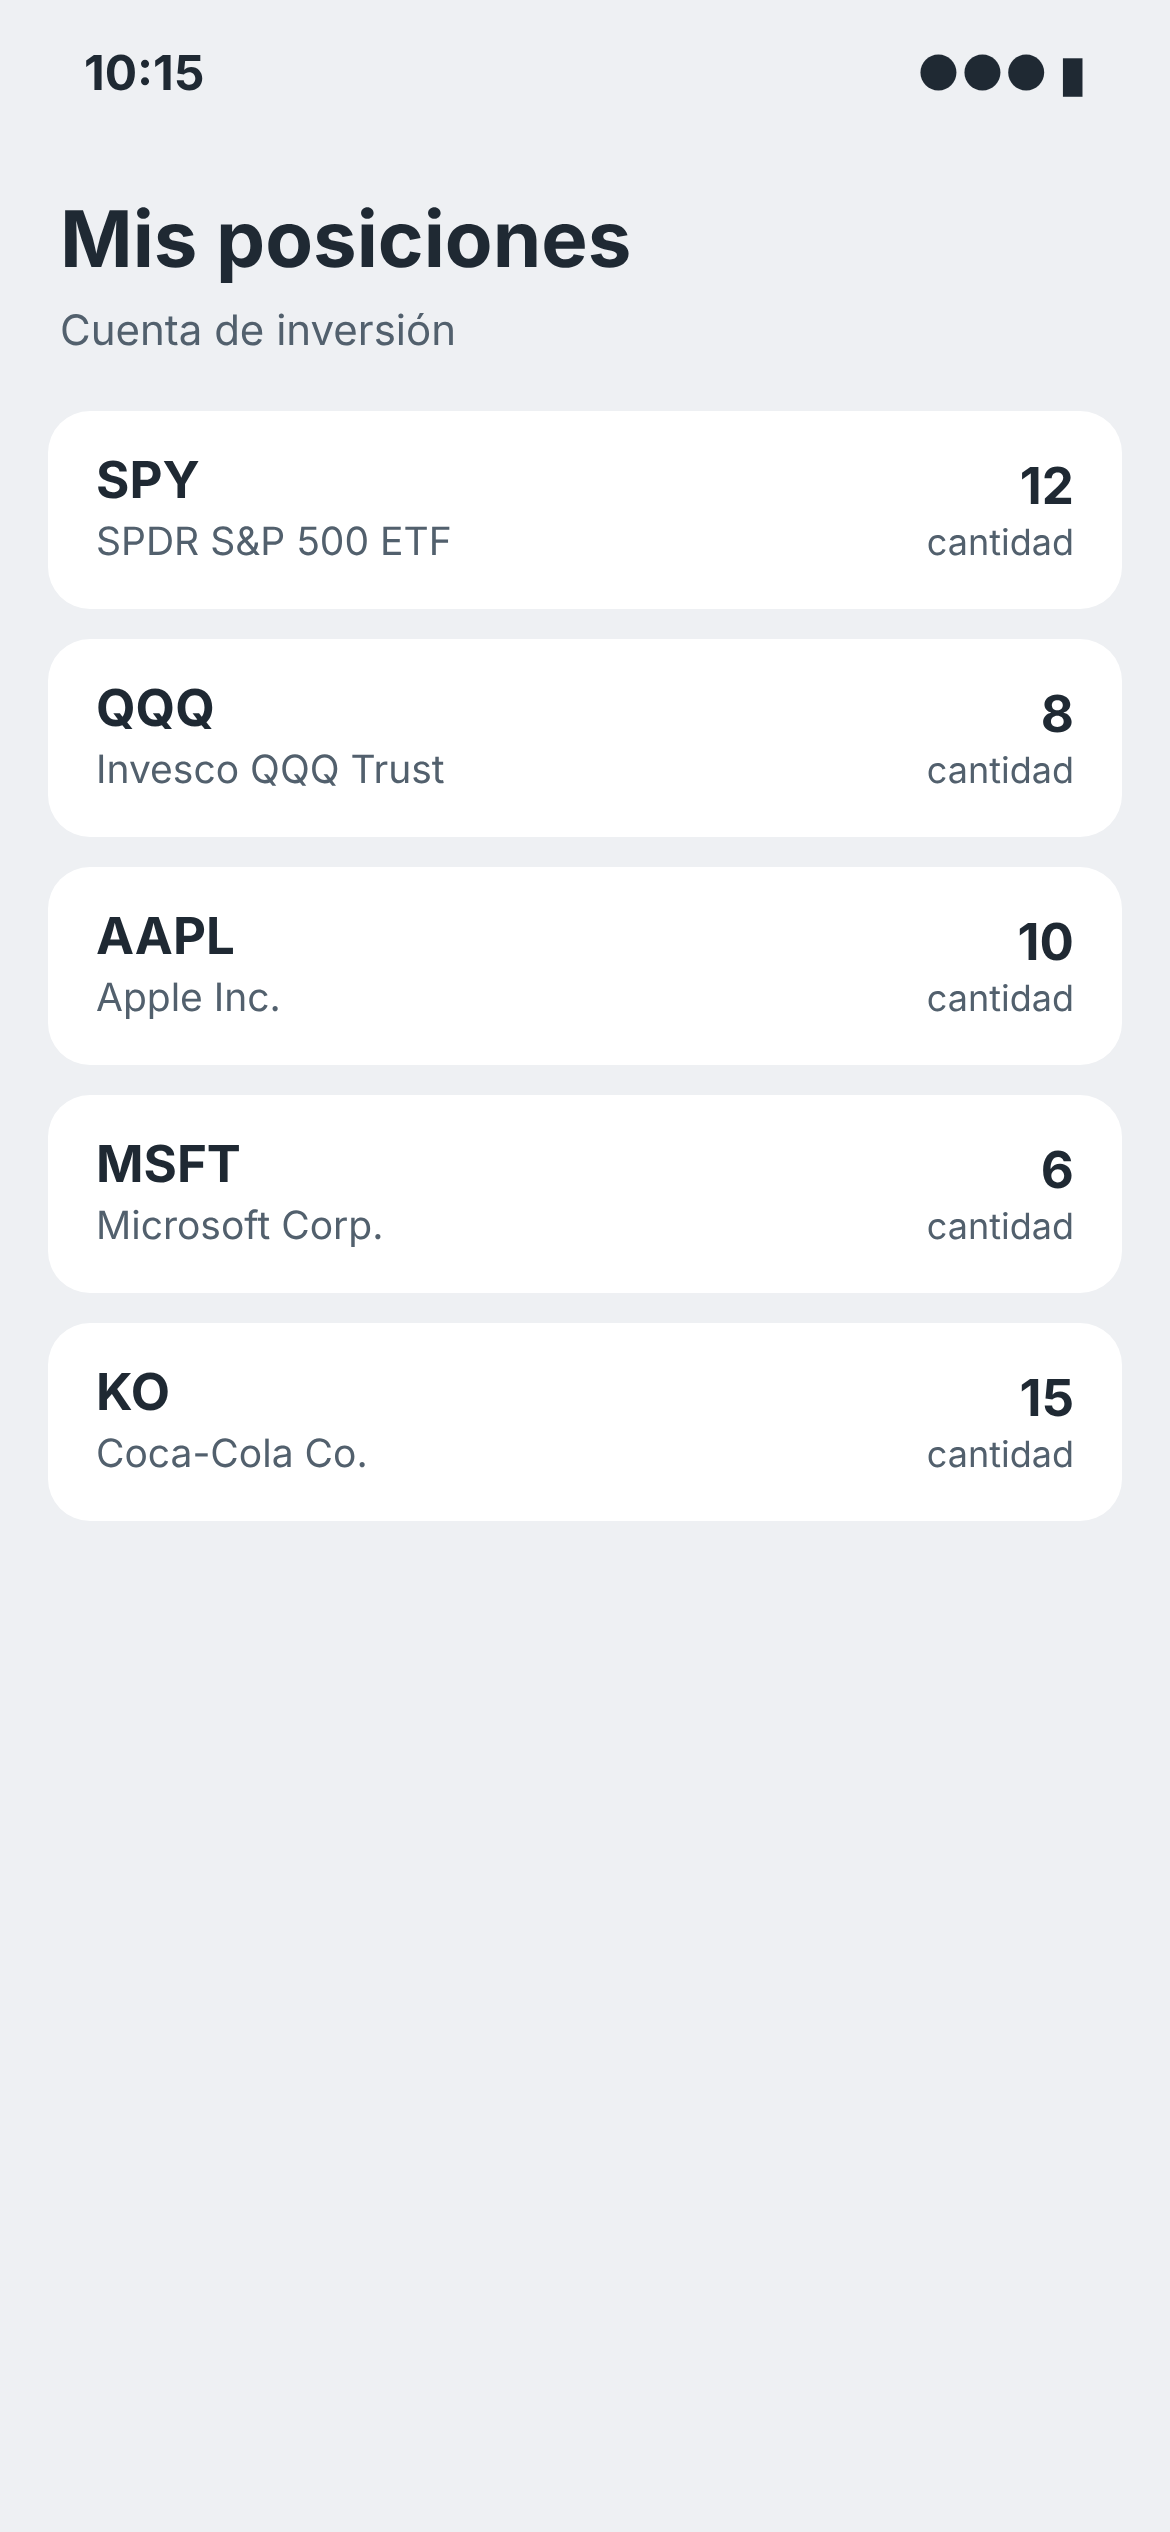 10:15
Mis posiciones
Cuenta de inversión
SPY
SPDR S&P 500 ETF
12
cantidad
QQQ
Invesco QQQ Trust
8
cantidad
AAPL
Apple Inc.
10
cantidad
MSFT
Microsoft Corp.
6
cantidad
KO
Coca-Cola Co.
15
cantidad